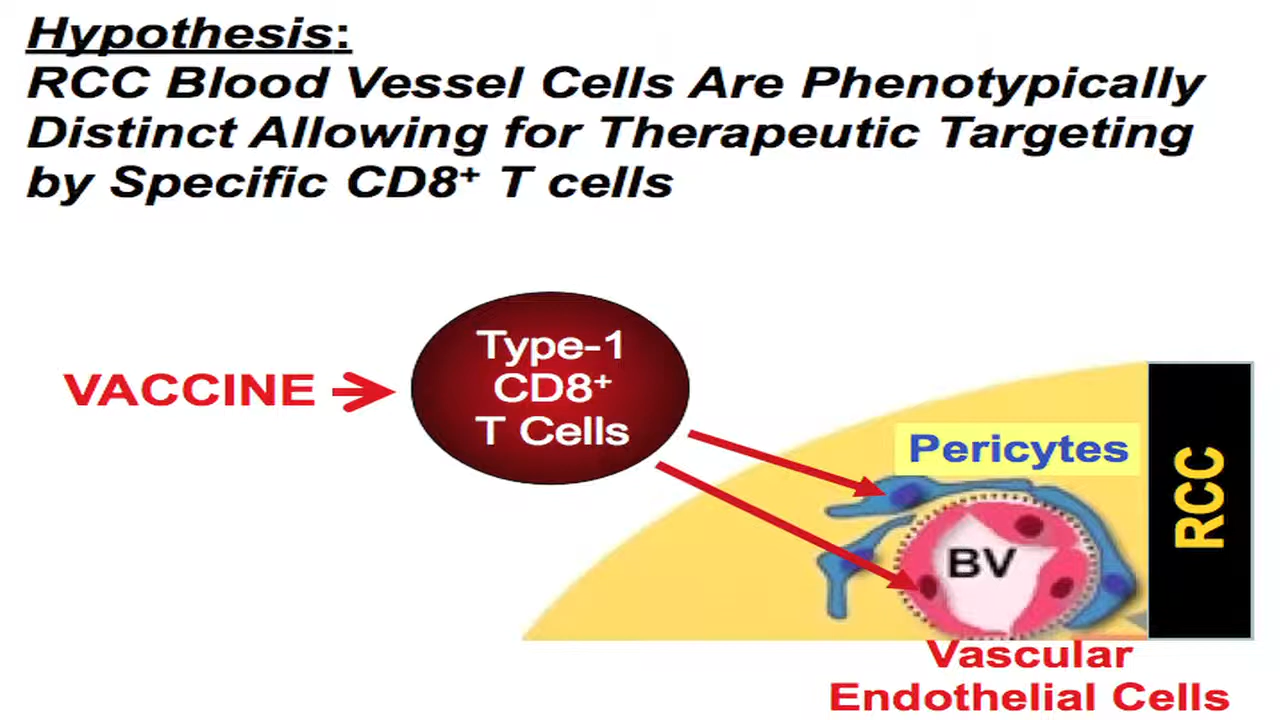 Hypothesis:
RCC Blood Vessel Cells Are Phenotypically
Distinct Allowing for Therapeutic Targeting
by Specific CD8⁺ T cells
VACCINE
Type-1
CD8⁺
T Cells
Pericytes
RCC
BV
Vascular
Endothelial Cells